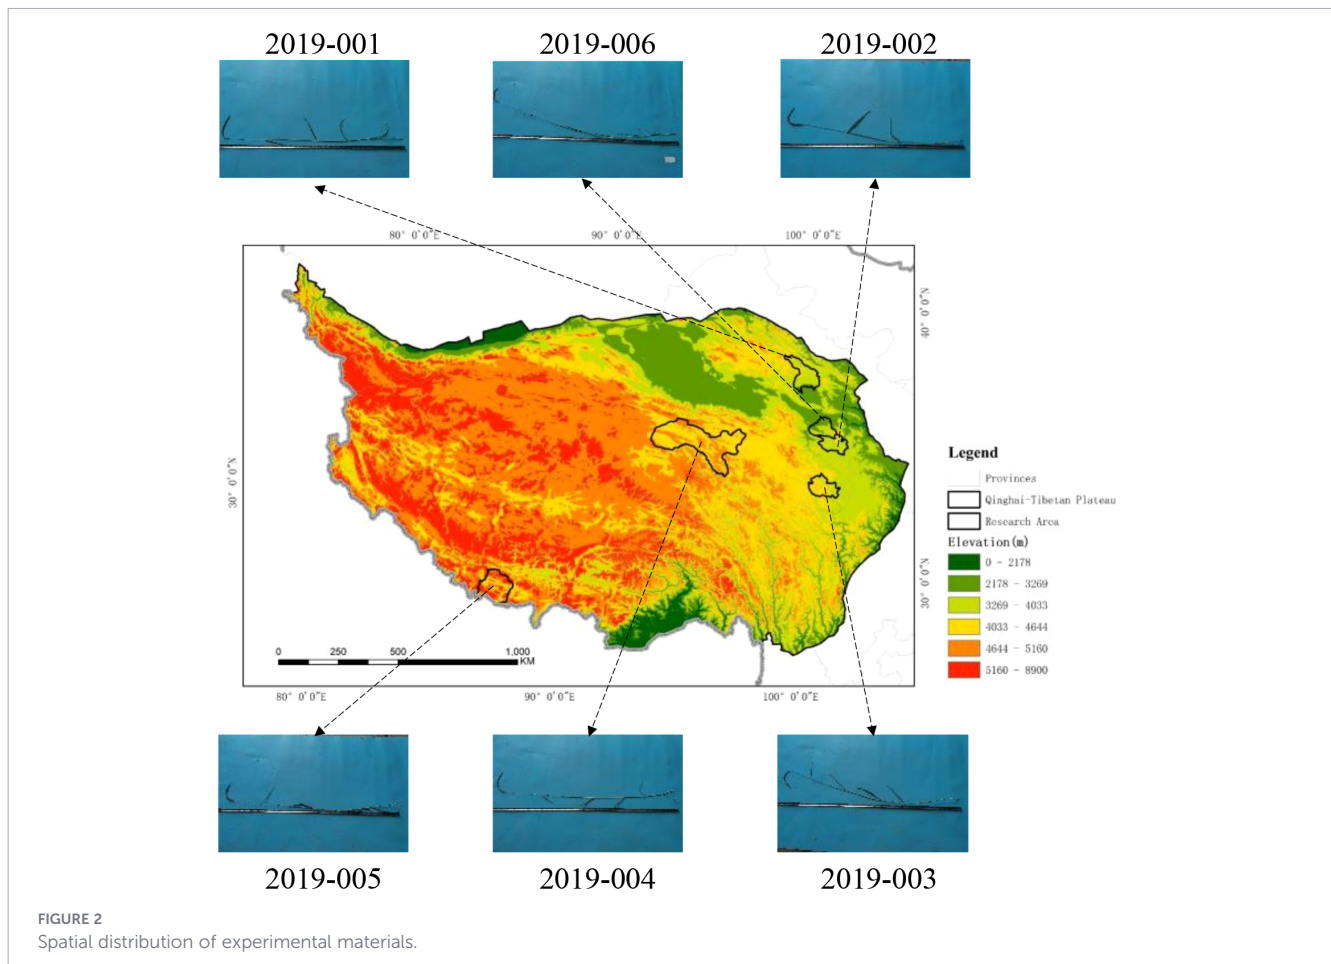 2019-001
2019-006
2019-002
80° 0'0"E
90° 0'0"E
100° 0'0"E
40° 0'0"N
30° 0'0"N
30° 0'0"N
Legend
Provinces
Qinghai-Tibetan Plateau
Research Area
Elevation(m)
0 - 2178
2178 - 3269
3269 - 4033
4033 - 4644
4644 - 5160
5160 - 8900
0 250 500 1,000
KM
80° 0'0"E
90° 0'0"E
100° 0'0"E
2019-005
2019-004
2019-003
FIGURE 2
Spatial distribution of experimental materials.